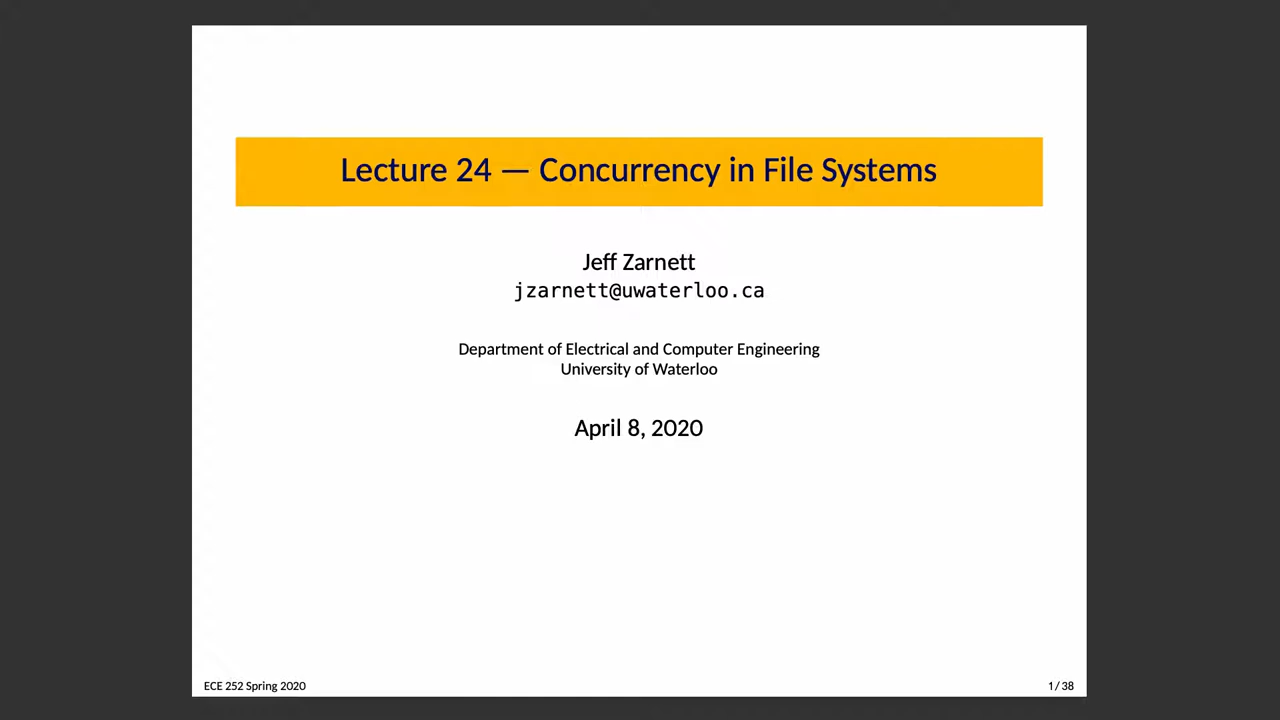 Lecture 24 — Concurrency in File Systems
Jeff Zarnett
jzarnett@uwaterloo.ca
Department of Electrical and Computer Engineering
University of Waterloo
April 8, 2020
ECE 252 Spring 2020
1 / 38